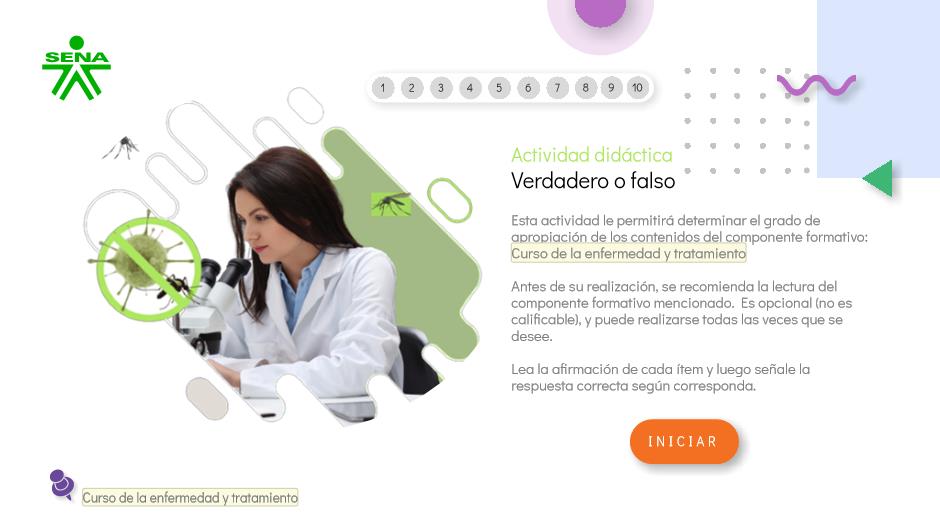 SENA
1 2 3 4 5 6 7 8 9 10
Actividad didáctica
Verdadero o falso
Esta actividad le permitirá determinar el grado de
apropiación de los contenidos del componente formativo:
Curso de la enfermedad y tratamiento
Antes de su realización, se recomienda la lectura del
componente formativo mencionado. Es opcional (no es
calificable), y puede realizarse todas las veces que se
desee.
Lea la afirmación de cada ítem y luego señale la
respuesta correcta según corresponda.
INICIAR
Curso de la enfermedad y tratamiento